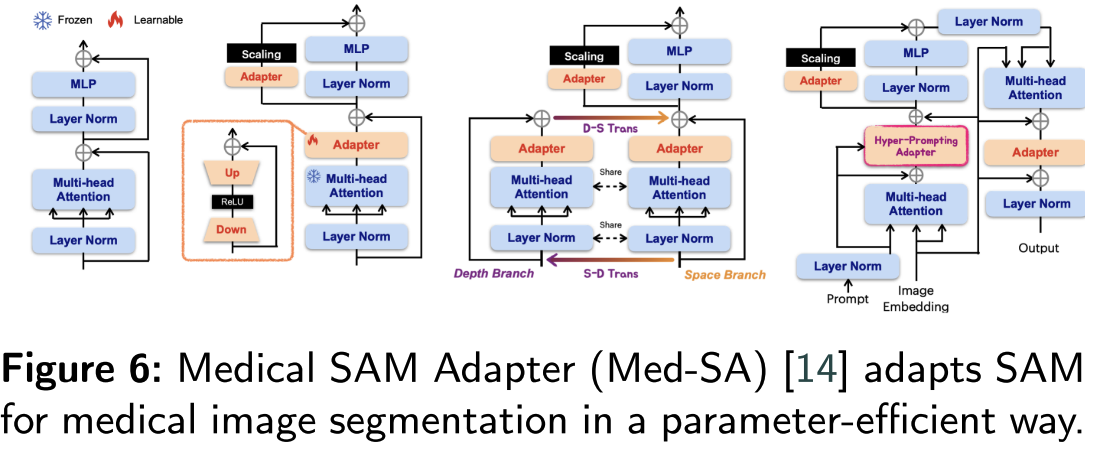 Frozen
Learnable
MLP
Layer Norm
Multi-head
Attention
Layer Norm
Scaling
Adapter
MLP
Layer Norm
Adapter
Up
ReLU
Down
Multi-head
Attention
Layer Norm
Scaling
Adapter
MLP
Layer Norm
D-S Trans
Adapter
Adapter
Multi-head
Attention
Share
Multi-head
Attention
Layer Norm
Share
Layer Norm
Depth Branch
S-D Trans
Space Branch
Scaling
Adapter
MLP
Layer Norm
Hyper-Prompting
Adapter
Multi-head
Attention
Layer Norm
Prompt
Image
Embedding
Layer Norm
Multi-head
Attention
Adapter
Layer Norm
Output
Figure 6: Medical SAM Adapter (Med-SA) [14] adapts SAM
for medical image segmentation in a parameter-efficient way.